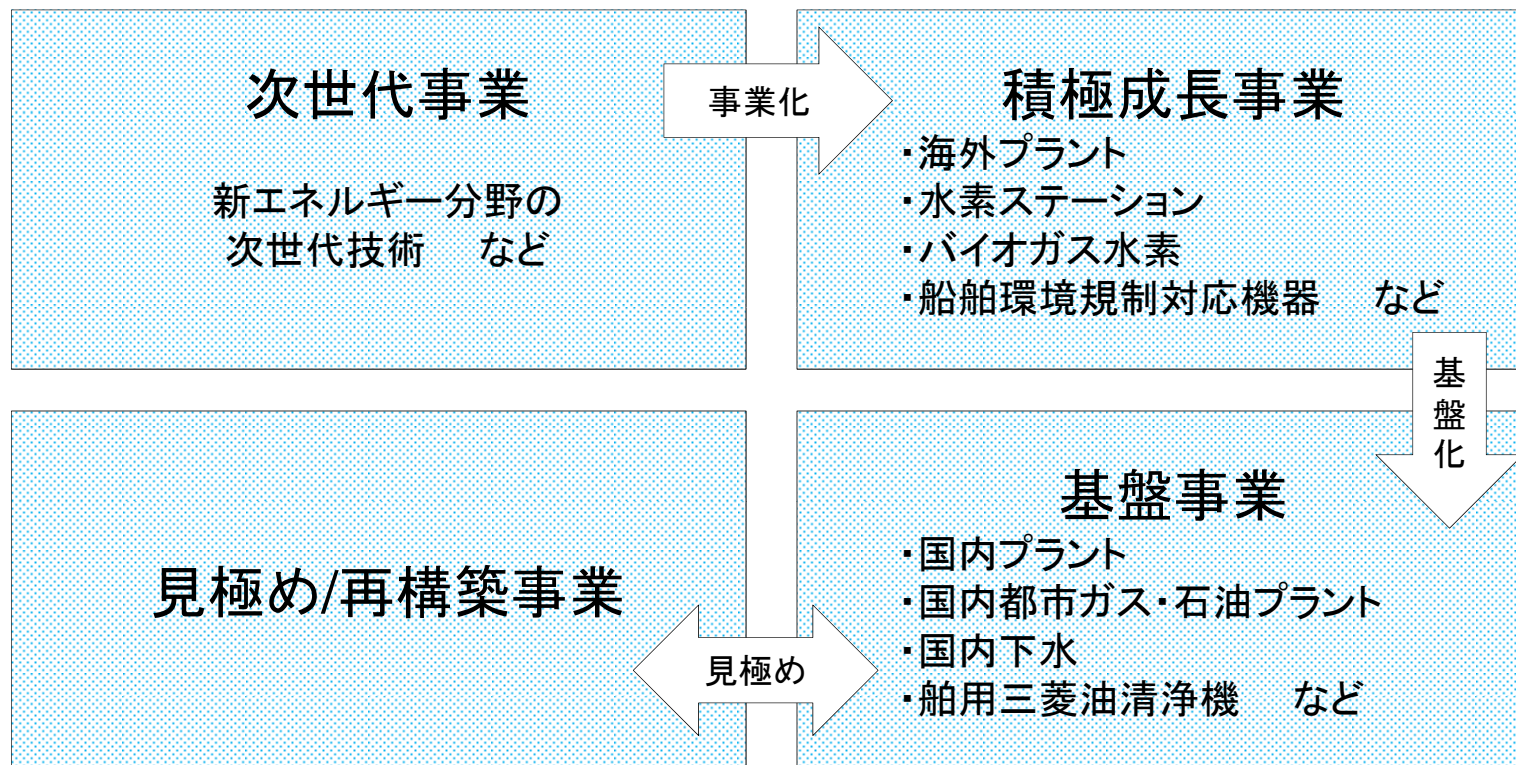 次世代事業
新エネルギー分野の
次世代技術 など
事業化
積極成長事業
・海外プラント
・水素ステーション
・バイオガス水素
・船舶環境規制対応機器 など
基盤化
見極め/再構築事業
見極め
基盤事業
・国内プラント
・国内都市ガス・石油プラント
・国内下水
・舶用三菱油清浄機 など